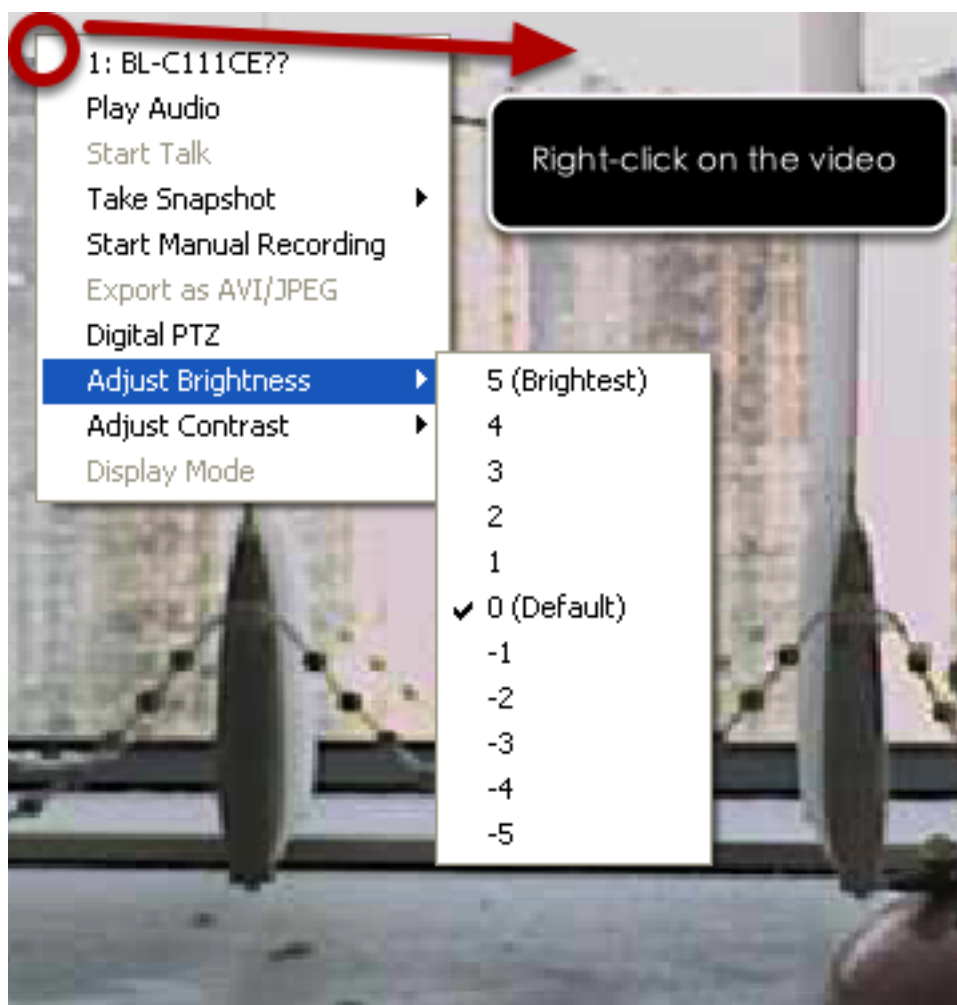 1: BL-C111CE??
Play Audio
Start Talk
Take Snapshot
Start Manual Recording
Export as AVI/JPEG
Digital PTZ
Adjust Brightness
Adjust Contrast
Display Mode
Right-click on the video
5 (Brightest)
4
3
2
1
0 (Default)
-1
-2
-3
-4
-5